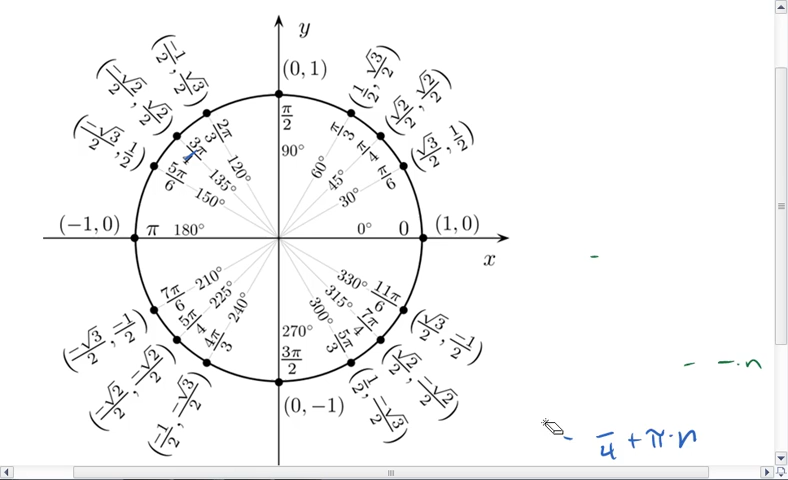 y
(0, 1)
(-1/2, √3/2)
(1/2, √3/2)
(-√2/2, √2/2)
(√2/2, √2/2)
(-√3/2, 1/2)
(√3/2, 1/2)
π/2
90°
2π/3
120°
π/3
60°
3π/4
135°
π/4
45°
5π/6
150°
π/6
30°
(-1, 0)
π
180°
0°
0
(1, 0)
x
7π/6
210°
330°
11π/6
5π/4
225°
315°
7π/4
4π/3
240°
300°
5π/3
270°
3π/2
(-√3/2, -1/2)
(√3/2, -1/2)
(-√2/2, -√2/2)
(√2/2, -√2/2)
(-1/2, -√3/2)
(1/2, -√3/2)
(0, -1)
n
4 + π·n